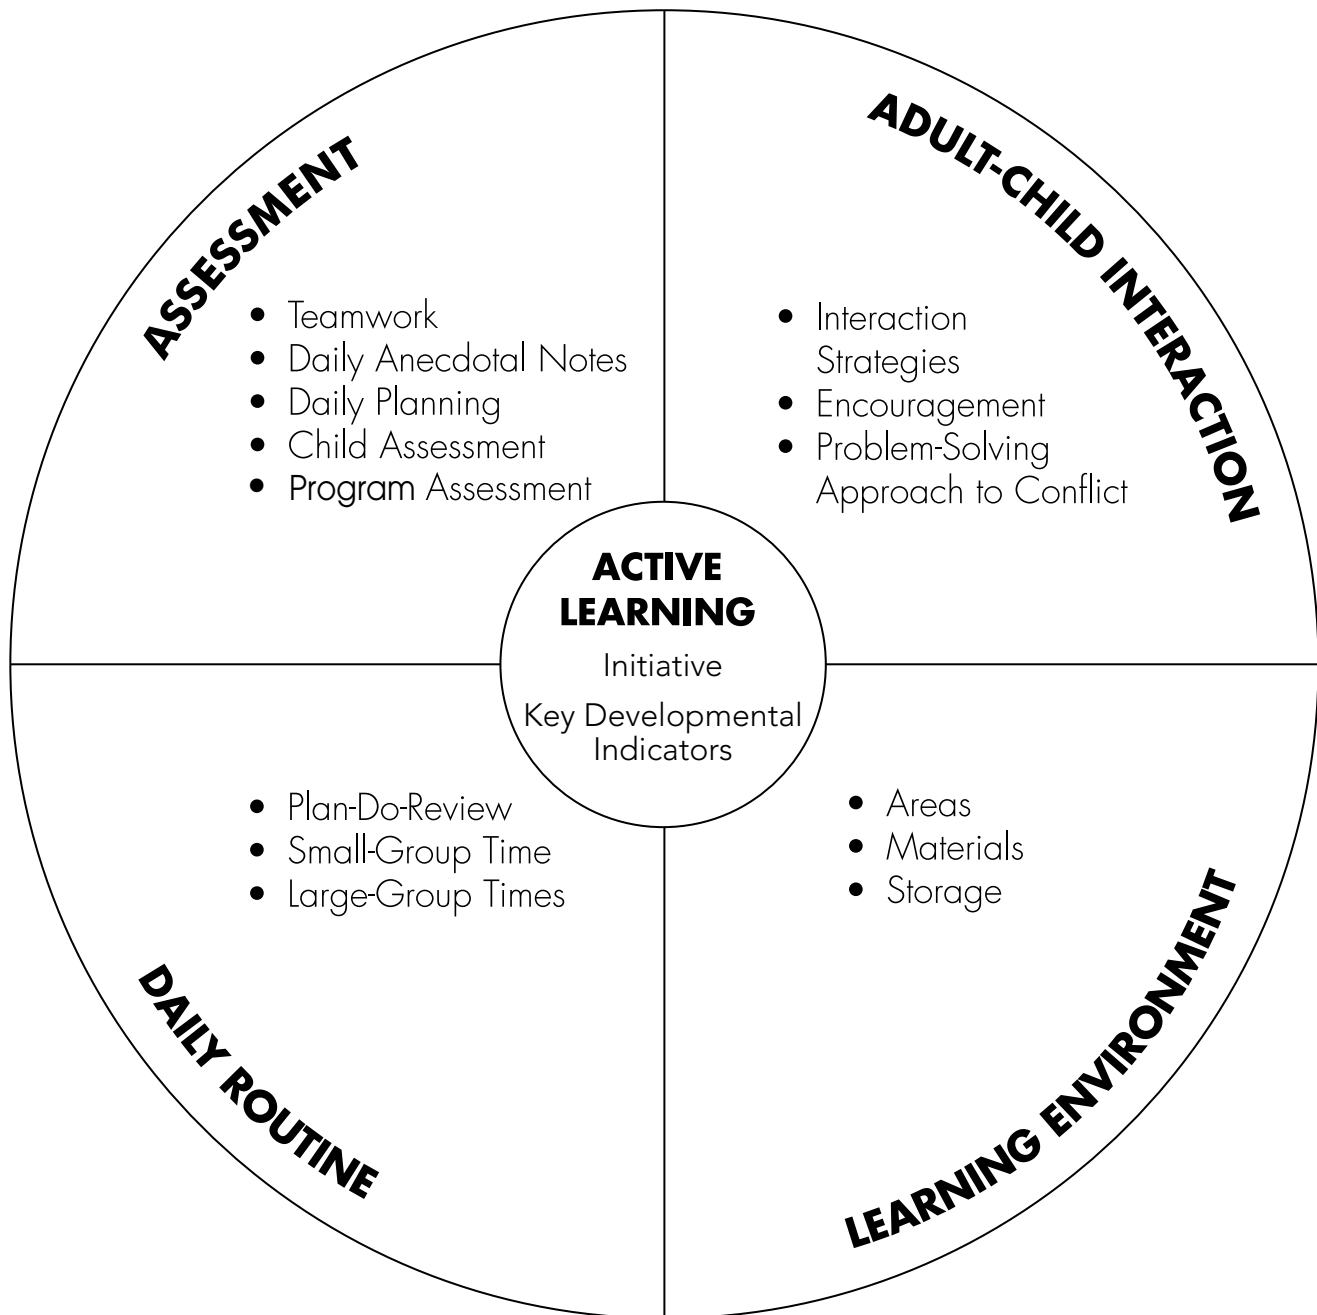 ASSESSMENT
• Teamwork
• Daily Anecdotal Notes
• Daily Planning
• Child Assessment
• Program Assessment
ADULT-CHILD INTERACTION
• Interaction
Strategies
• Encouragement
• Problem-Solving
Approach to Conflict
ACTIVE
LEARNING
Initiative
Key Developmental
Indicators
• Plan-Do-Review
• Small-Group Time
• Large-Group Times
DAILY ROUTINE
• Areas
• Materials
• Storage
LEARNING ENVIRONMENT